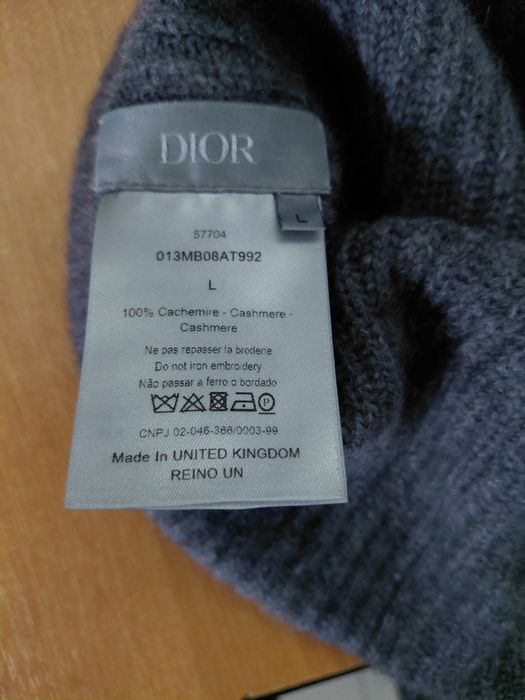 DIOR
L
57704
013MB08AT992
L
100% Cachemire - Cashmere -
Cashmere
Ne pas repasser la broderie
Do not iron embroidery
Não passar a ferro o bordado
CNPJ 02-046-366/0003-99
Made In UNITED KINGDOM
REINO UN